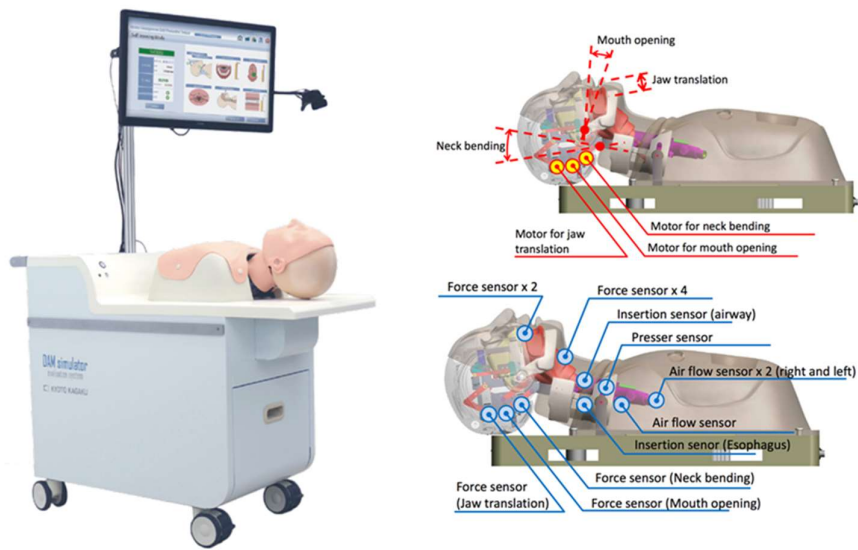 DAM simulator
KYOTO KAGAKU
Mouth opening
Jaw translation
Neck bending
Motor for jaw
translation
Motor for neck bending
Motor for mouth opening
Force sensor x 2
Force sensor x 4
Insertion sensor (airway)
Presser sensor
Air flow sensor x 2 (right and left)
Air flow sensor
Insertion senor (Esophagus)
Force sensor (Neck bending)
Force sensor (Mouth opening)
Force sensor
(Jaw translation)